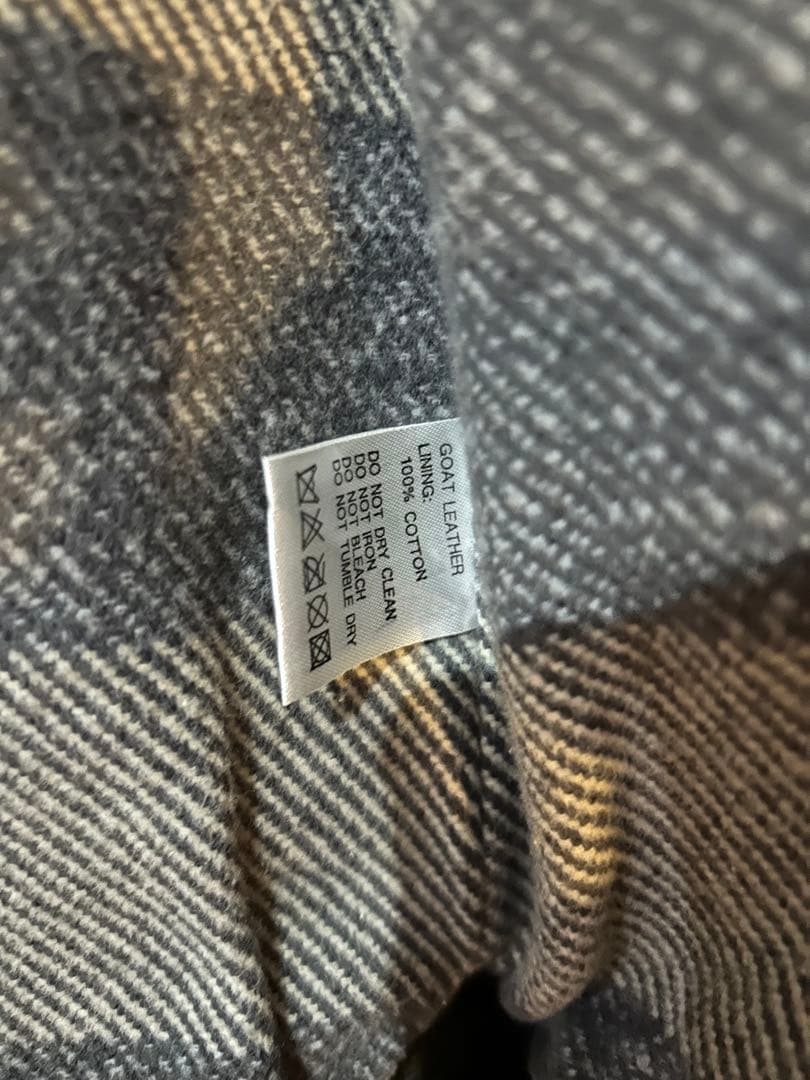 GOAT LEATHER
LINING:
100% COTTON
DO NOT DRY CLEAN
DO NOT IRON
DO NOT BLEACH
DO NOT TUMBLE DRY